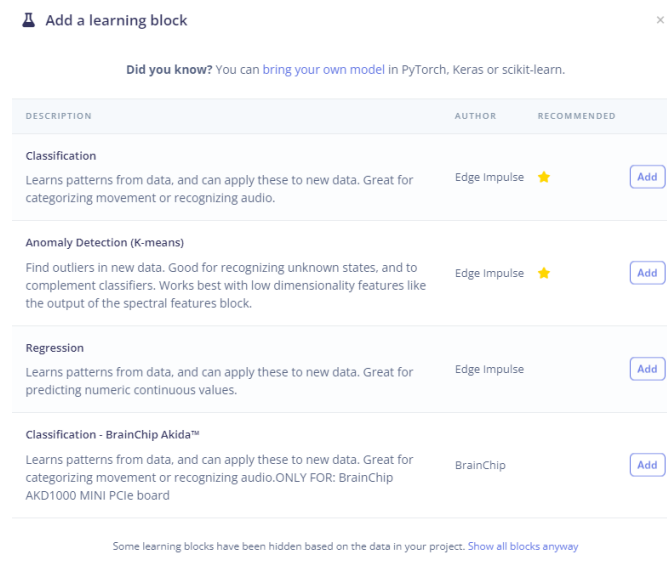 Add a learning block
×
Did you know? You can bring your own model in PyTorch, Keras or scikit-learn.
DESCRIPTION AUTHOR RECOMMENDED
Classification
Learns patterns from data, and can apply these to new data. Great for
categorizing movement or recognizing audio.
Edge Impulse
Add
Anomaly Detection (K-means)
Find outliers in new data. Good for recognizing unknown states, and to
complement classifiers. Works best with low dimensionality features like
the output of the spectral features block.
Edge Impulse
Add
Regression
Learns patterns from data, and can apply these to new data. Great for
predicting numeric continuous values.
Edge Impulse
Add
Classification - BrainChip Akida™
Learns patterns from data, and can apply these to new data. Great for
categorizing movement or recognizing audio.ONLY FOR: BrainChip
AKD1000 MINI PCIe board
BrainChip
Add
Some learning blocks have been hidden based on the data in your project. Show all blocks anyway